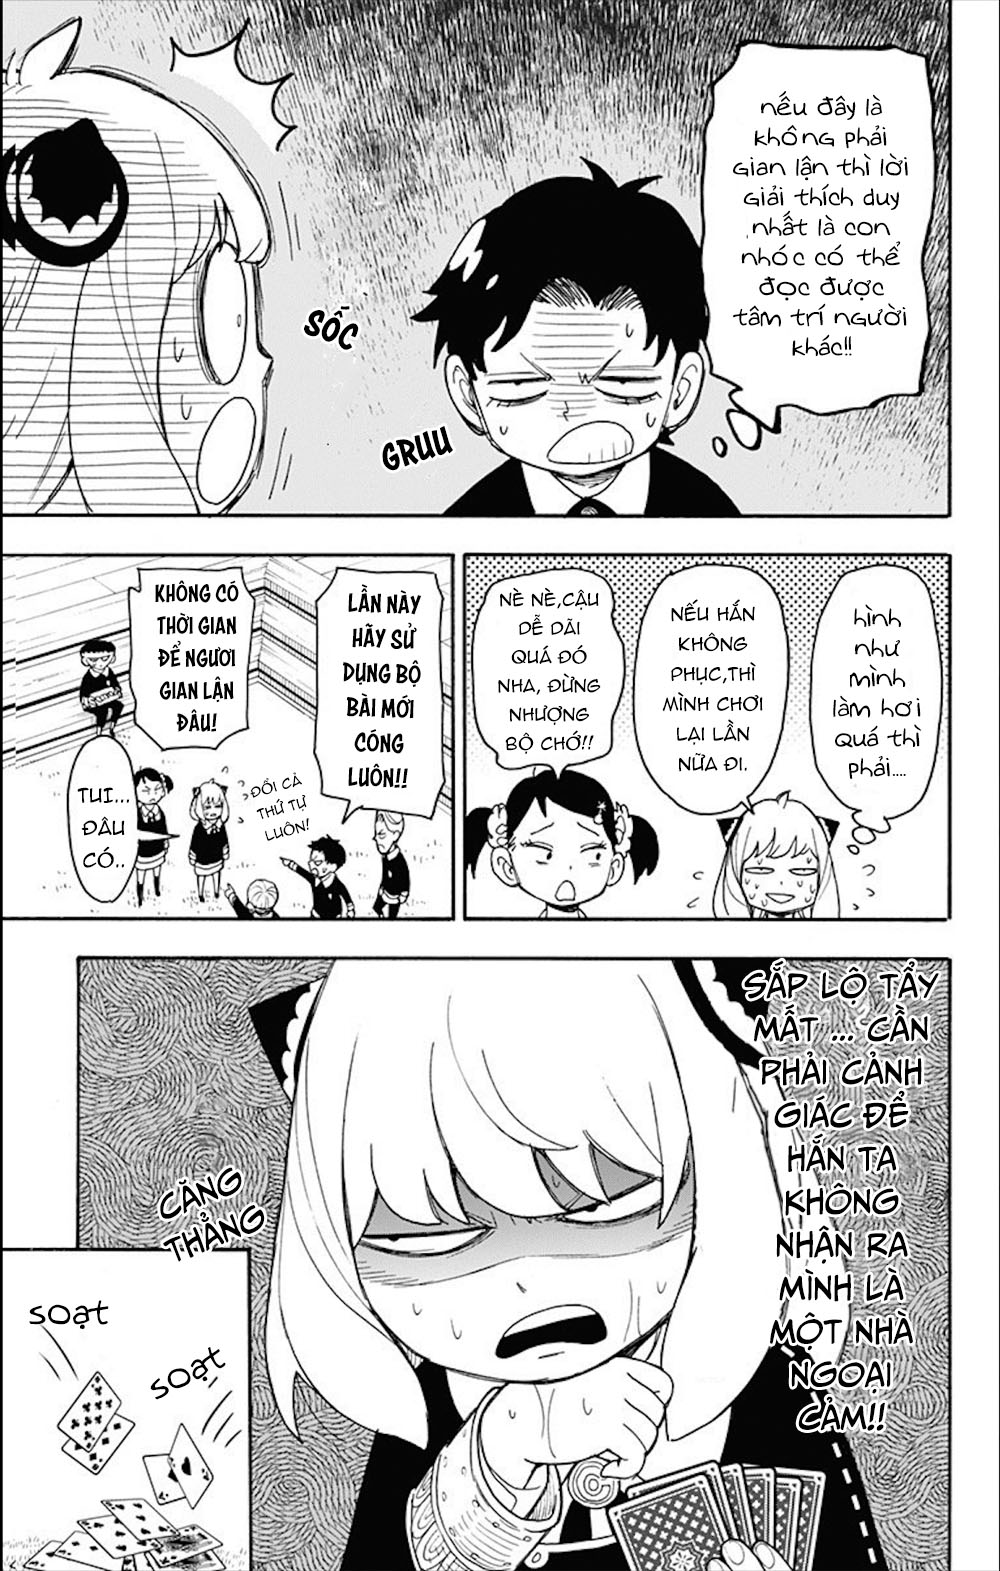 nếu đây là
không phải
gian lận thì lời
giải thích duy
nhất là con
nhóc có thể
đọc được
tâm trí người
khác!!
SỐC
GRUU
hình
như
mình
làm hơi
quá thì
phải....
NẾU HẮN
KHÔNG
PHỤC,THÌ
MÌNH CHƠI
LẠI LẦN
NỮA ĐI.
NÈ NÈ,CẬU
DỄ DÃI
QUÁ ĐÓ
NHA, ĐỪNG
NHƯỢNG
BỘ CHỚ!!
LẦN NÀY
HÃY SỬ
DỤNG BỘ
BÀI MỚI
CÓNG
LUÔN!!
KHÔNG CÓ
THỜI GIAN
ĐỂ NGƯƠI
GIAN LẬN
ĐÂU!
ĐỔI CẢ
THỨ TỰ
LUÔN!
TUI...
ĐÂU
CÓ..
SẮP LỘ TẨY
MẤT ... CẦN
PHẢI CẢNH
GIÁC ĐỂ
HẮN TA
KHÔNG
NHẬN RA
MÌNH LÀ
MỘT NHÀ
NGOẠI
CẢM!!
CĂNG
THẲNG
soạt
soạt